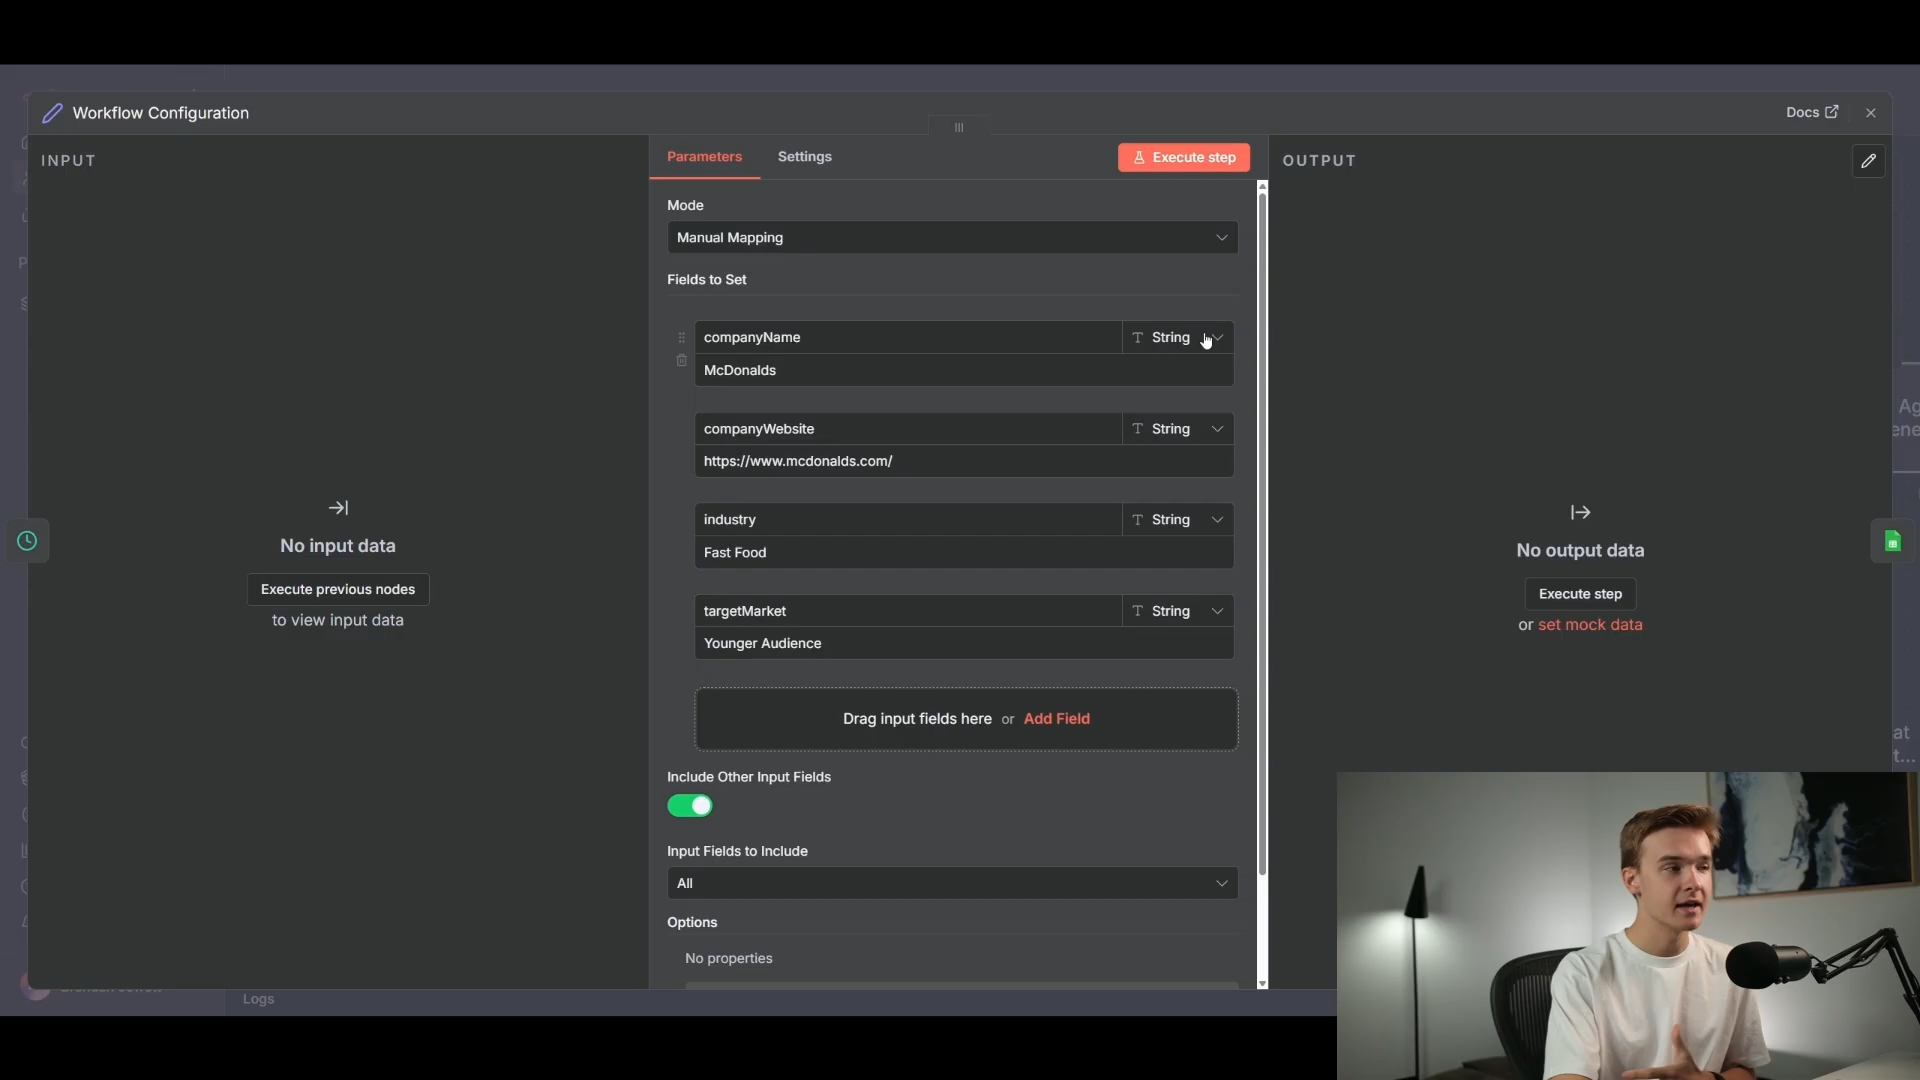 Workflow Configuration
Docs
INPUT
Parameters
Settings
Execute step
OUTPUT
Mode
Manual Mapping
Fields to Set
companyName
String
McDonalds
companyWebsite
String
https://www.mcdonalds.com/
industry
String
Fast Food
targetMarket
String
Younger Audience
Drag input fields here or Add Field
Include Other Input Fields
Input Fields to Include
All
Options
No properties
No input data
Execute previous nodes
to view input data
No output data
Execute step
or set mock data
Logs